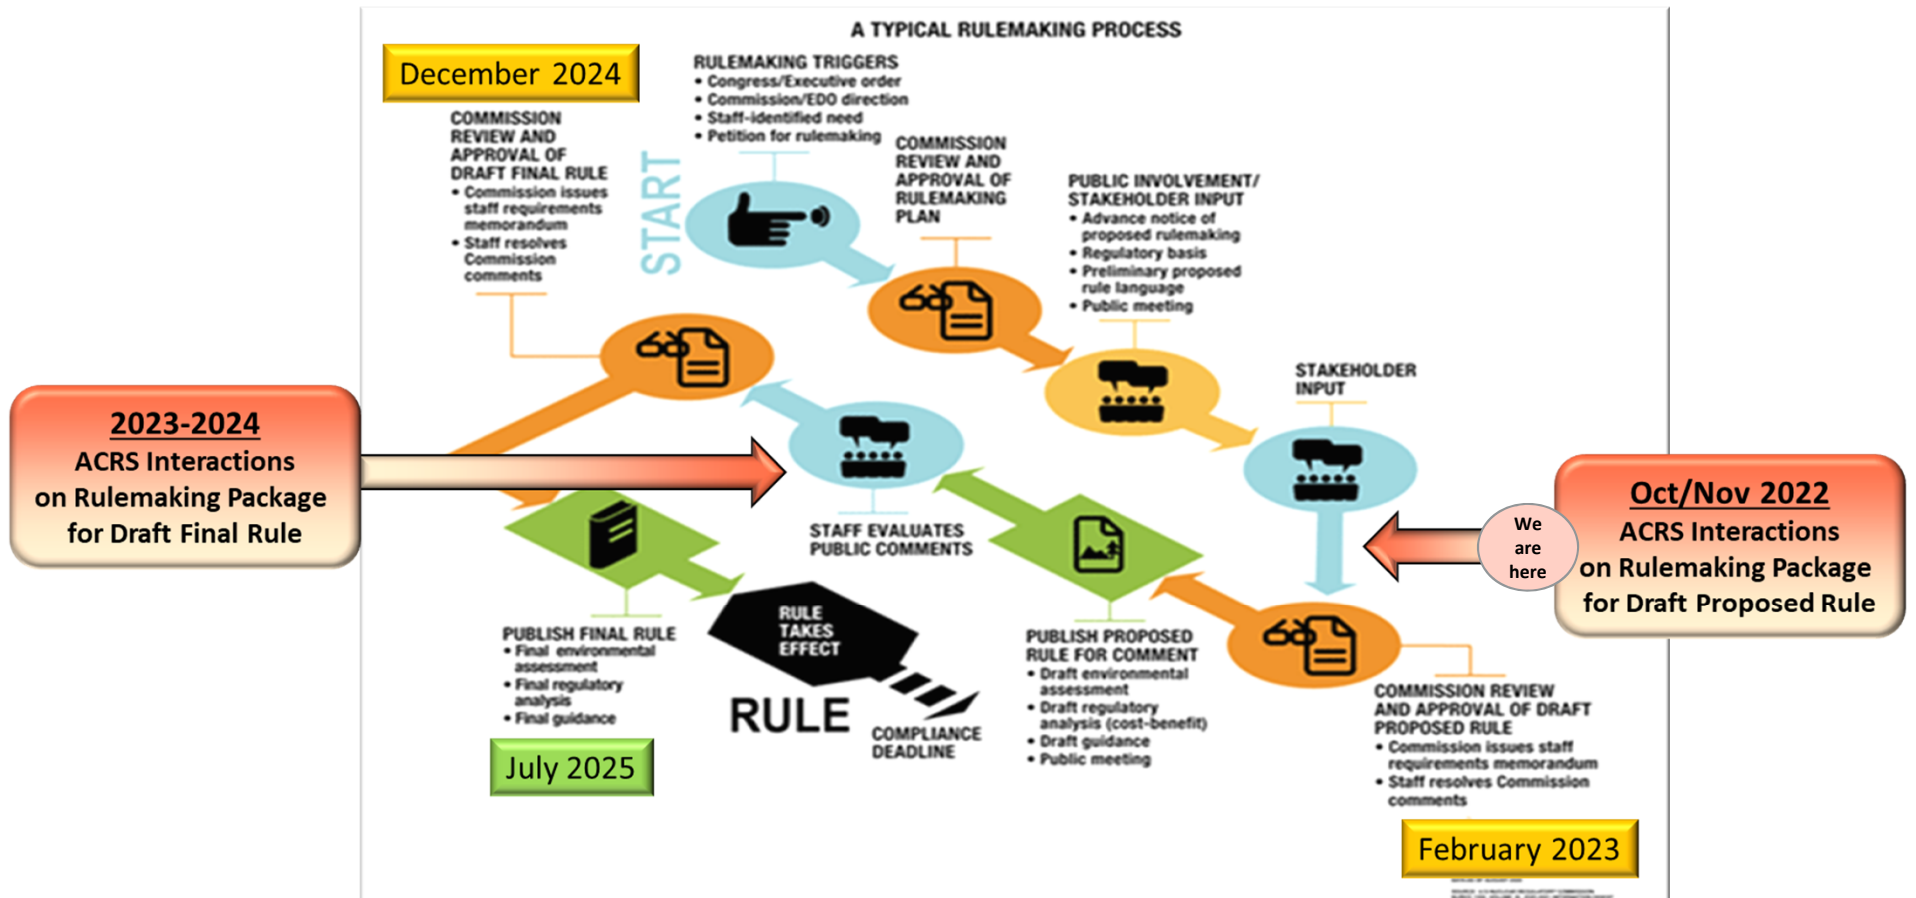 A TYPICAL RULEMAKING PROCESS
December 2024
RULEMAKING TRIGGERS
• Congress/Executive order
• Commission/EDO direction
• Staff-identified need
• Petition for rulemaking
START
COMMISSION
REVIEW AND
APPROVAL OF
DRAFT FINAL RULE
• Commission issues
staff requirements
memorandum
• Staff resolves
Commission
comments
COMMISSION
REVIEW AND
APPROVAL OF
RULEMAKING
PLAN
PUBLIC INVOLVEMENT/
STAKEHOLDER INPUT
• Advance notice of
proposed rulemaking
• Regulatory basis
• Preliminary proposed
rule language
• Public meeting
STAKEHOLDER
INPUT
2023-2024
ACRS Interactions
on Rulemaking Package
for Draft Final Rule
We
are
here
Oct/Nov 2022
ACRS Interactions
on Rulemaking Package
for Draft Proposed Rule
STAFF EVALUATES
PUBLIC COMMENTS
PUBLISH FINAL RULE
• Final environmental
assessment
• Final regulatory
analysis
• Final guidance
July 2025
RULE
TAKES
EFFECT
RULE
COMPLIANCE
DEADLINE
PUBLISH PROPOSED
RULE FOR COMMENT
• Draft environmental
assessment
• Draft regulatory
analysis (cost-benefit)
• Draft guidance
• Public meeting
COMMISSION REVIEW
AND APPROVAL OF DRAFT
PROPOSED RULE
• Commission issues staff
requirements memorandum
• Staff resolves Commission
comments
February 2023